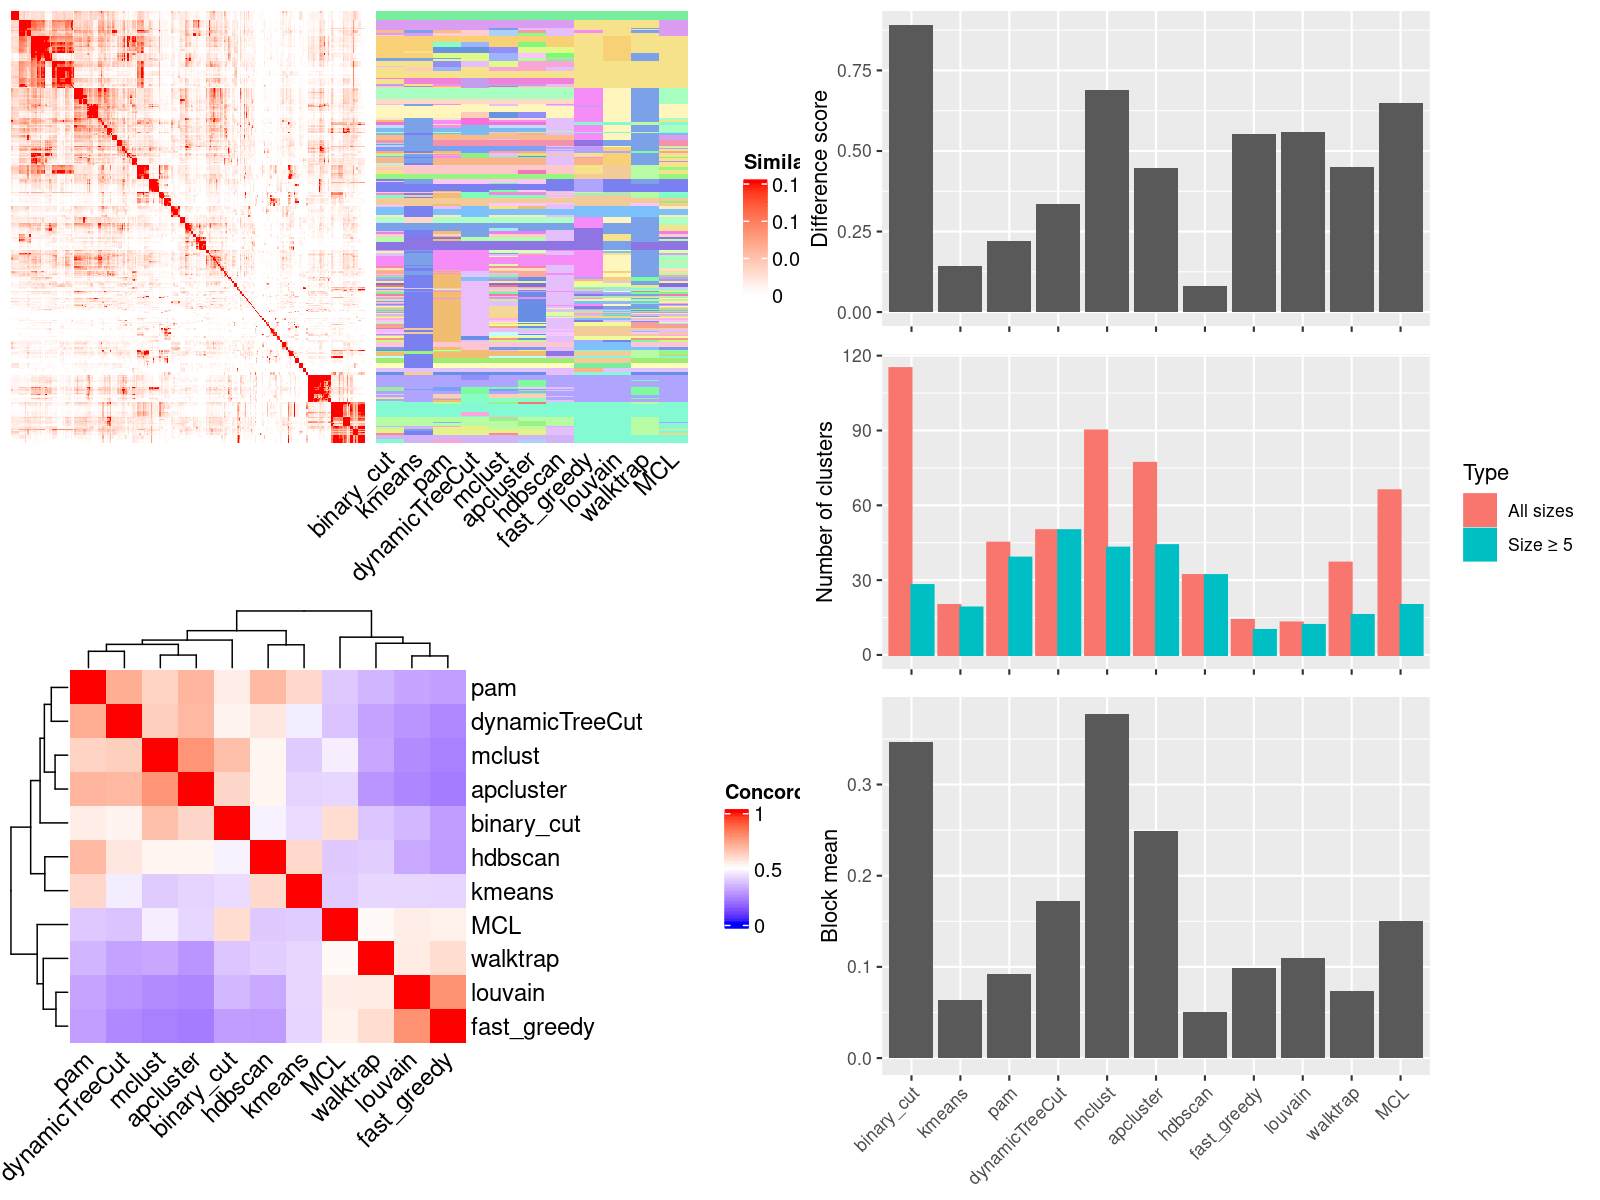 Simila
0.1
0.1
0.0
0
binary_cut
kmeans
pam
dynamicTreeCut
mclust
apcluster
hdbscan
fast_greedy
louvain
walktrap
MCL
pam
dynamicTreeCut
mclust
apcluster
binary_cut
hdbscan
kmeans
MCL
walktrap
louvain
fast_greedy
pam
dynamicTreeCut
mclust
apcluster
binary_cut
hdbscan
kmeans
MCL
walktrap
louvain
fast_greedy
Concord
1
0.5
0
Difference score
0.75
0.50
0.25
0.00
Number of clusters
120
90
60
30
0
Type
All sizes
Size ≥ 5
Block mean
0.3
0.2
0.1
0.0
binary_cut
kmeans
pam
dynamicTreeCut
mclust
apcluster
hdbscan
fast_greedy
louvain
walktrap
MCL